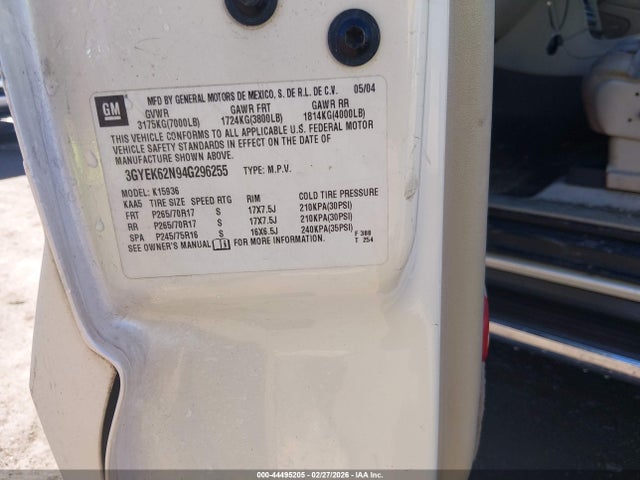 GM
MFD BY GENERAL MOTORS DE MEXICO, S. DE R.L. DE C.V. 05/04
GVWR GAWR FRT GAWR RR
3175KG(7000LB) 1724KG(3800LB) 1814KG(4000LB)
THIS VEHICLE CONFORMS TO ALL APPLICABLE U.S. FEDERAL MOTOR
VEHICLE SAFETY STANDARDS IN EFFECT ON THE DATE OF
MANUFACTURE SHOWN ABOVE.
3GYEK62N94G296255 TYPE: M.P.V.
MODEL: K15936
KAA5 TIRE SIZE SPEED RTG RIM COLD TIRE PRESSURE
FRT P265/70R17 S 17X7.5J 210KPA(30PSI)
RR P265/70R17 S 17X7.5J 210KPA(30PSI)
SPA P245/75R16 S 16X6.5J 240KPA(35PSI)
SEE OWNER'S MANUAL FOR MORE INFORMATION. F 388
T 254
000-44495205 - 02/27/2026 - IAA Inc.